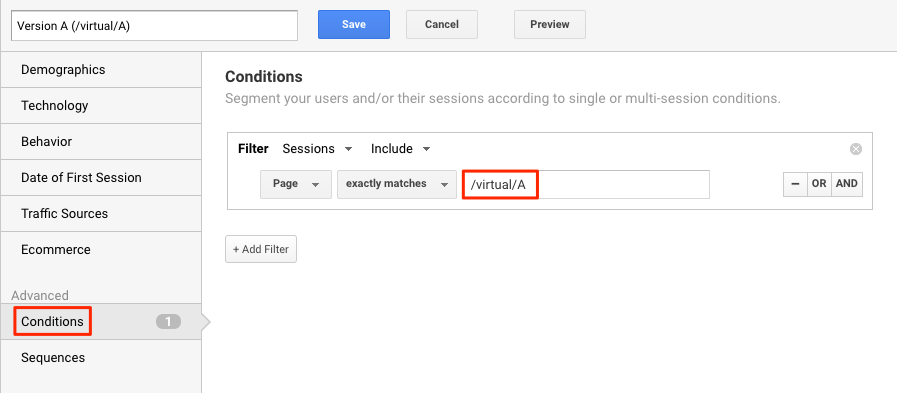 Version A (/virtual/A) Save Cancel Preview
Demographics
Technology
Behavior
Date of First Session
Traffic Sources
Ecommerce
Advanced
Conditions 1
Sequences
Conditions
Segment your users and/or their sessions according to single or multi-session conditions.
Filter Sessions Include
Page exactly matches /virtual/A − OR AND
+ Add Filter